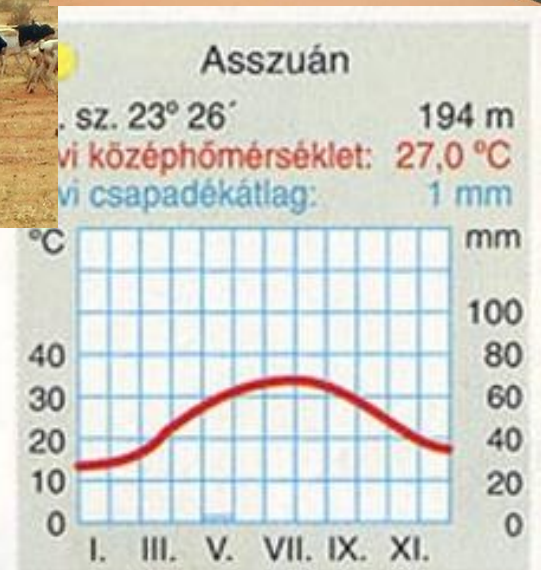 Asszuán
. sz. 23° 26´ 194 m
vi középhőmérséklet: 27,0 °C
vi csapadékátlag: 1 mm
°C mm
100
40 80
30 60
20 40
10 20
0 0
I. III. V. VII. IX. XI.